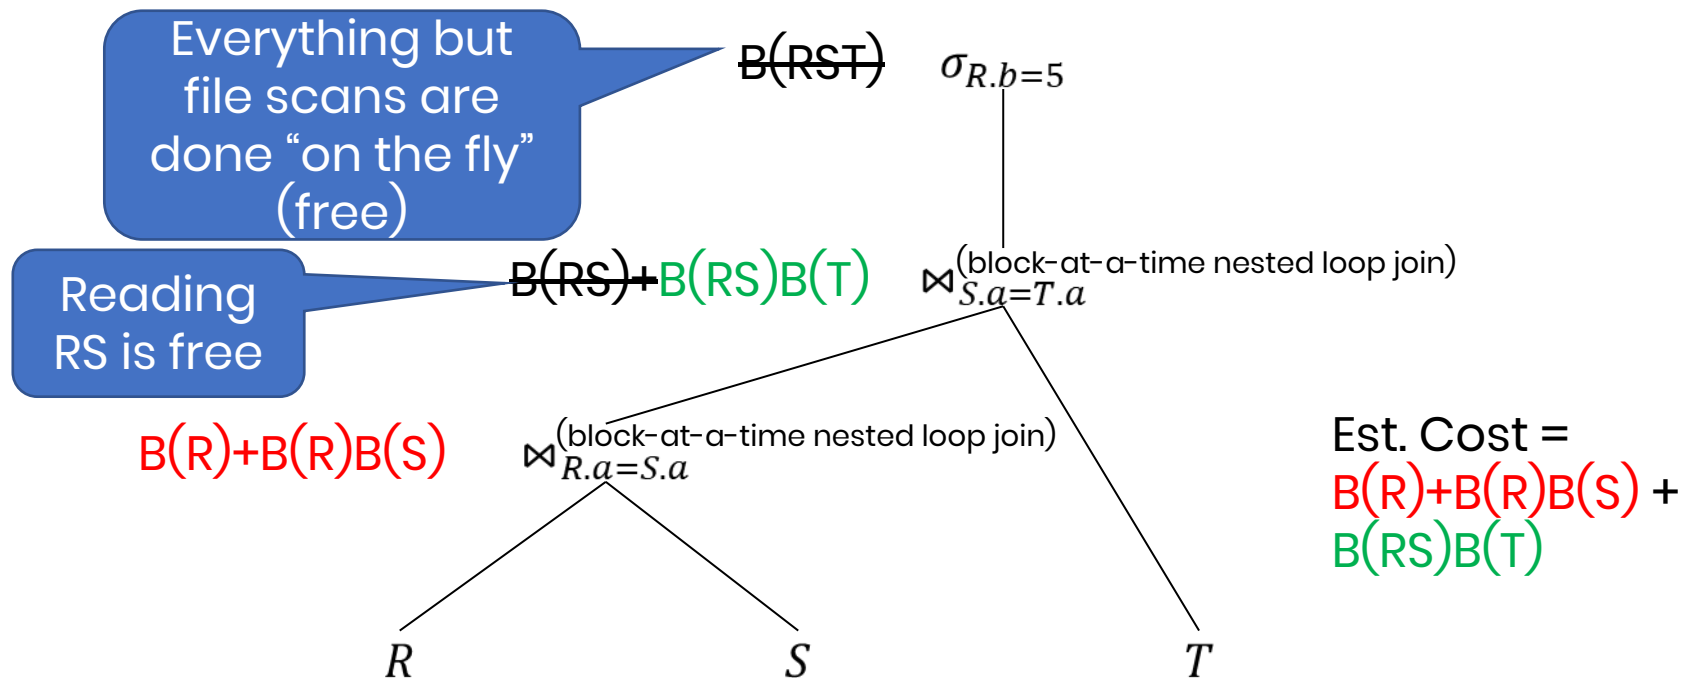 Everything but
file scans are
done “on the fly”
(free)
B(RST)
σ_{R.b=5}
Reading
RS is free
B(RS)+B(RS)B(T)
⋈_{S.a=T.a}^{(block-at-a-time nested loop join)}
B(R)+B(R)B(S)
⋈_{R.a=S.a}^{(block-at-a-time nested loop join)}
Est. Cost =
B(R)+B(R)B(S) +
B(RS)B(T)
R S T